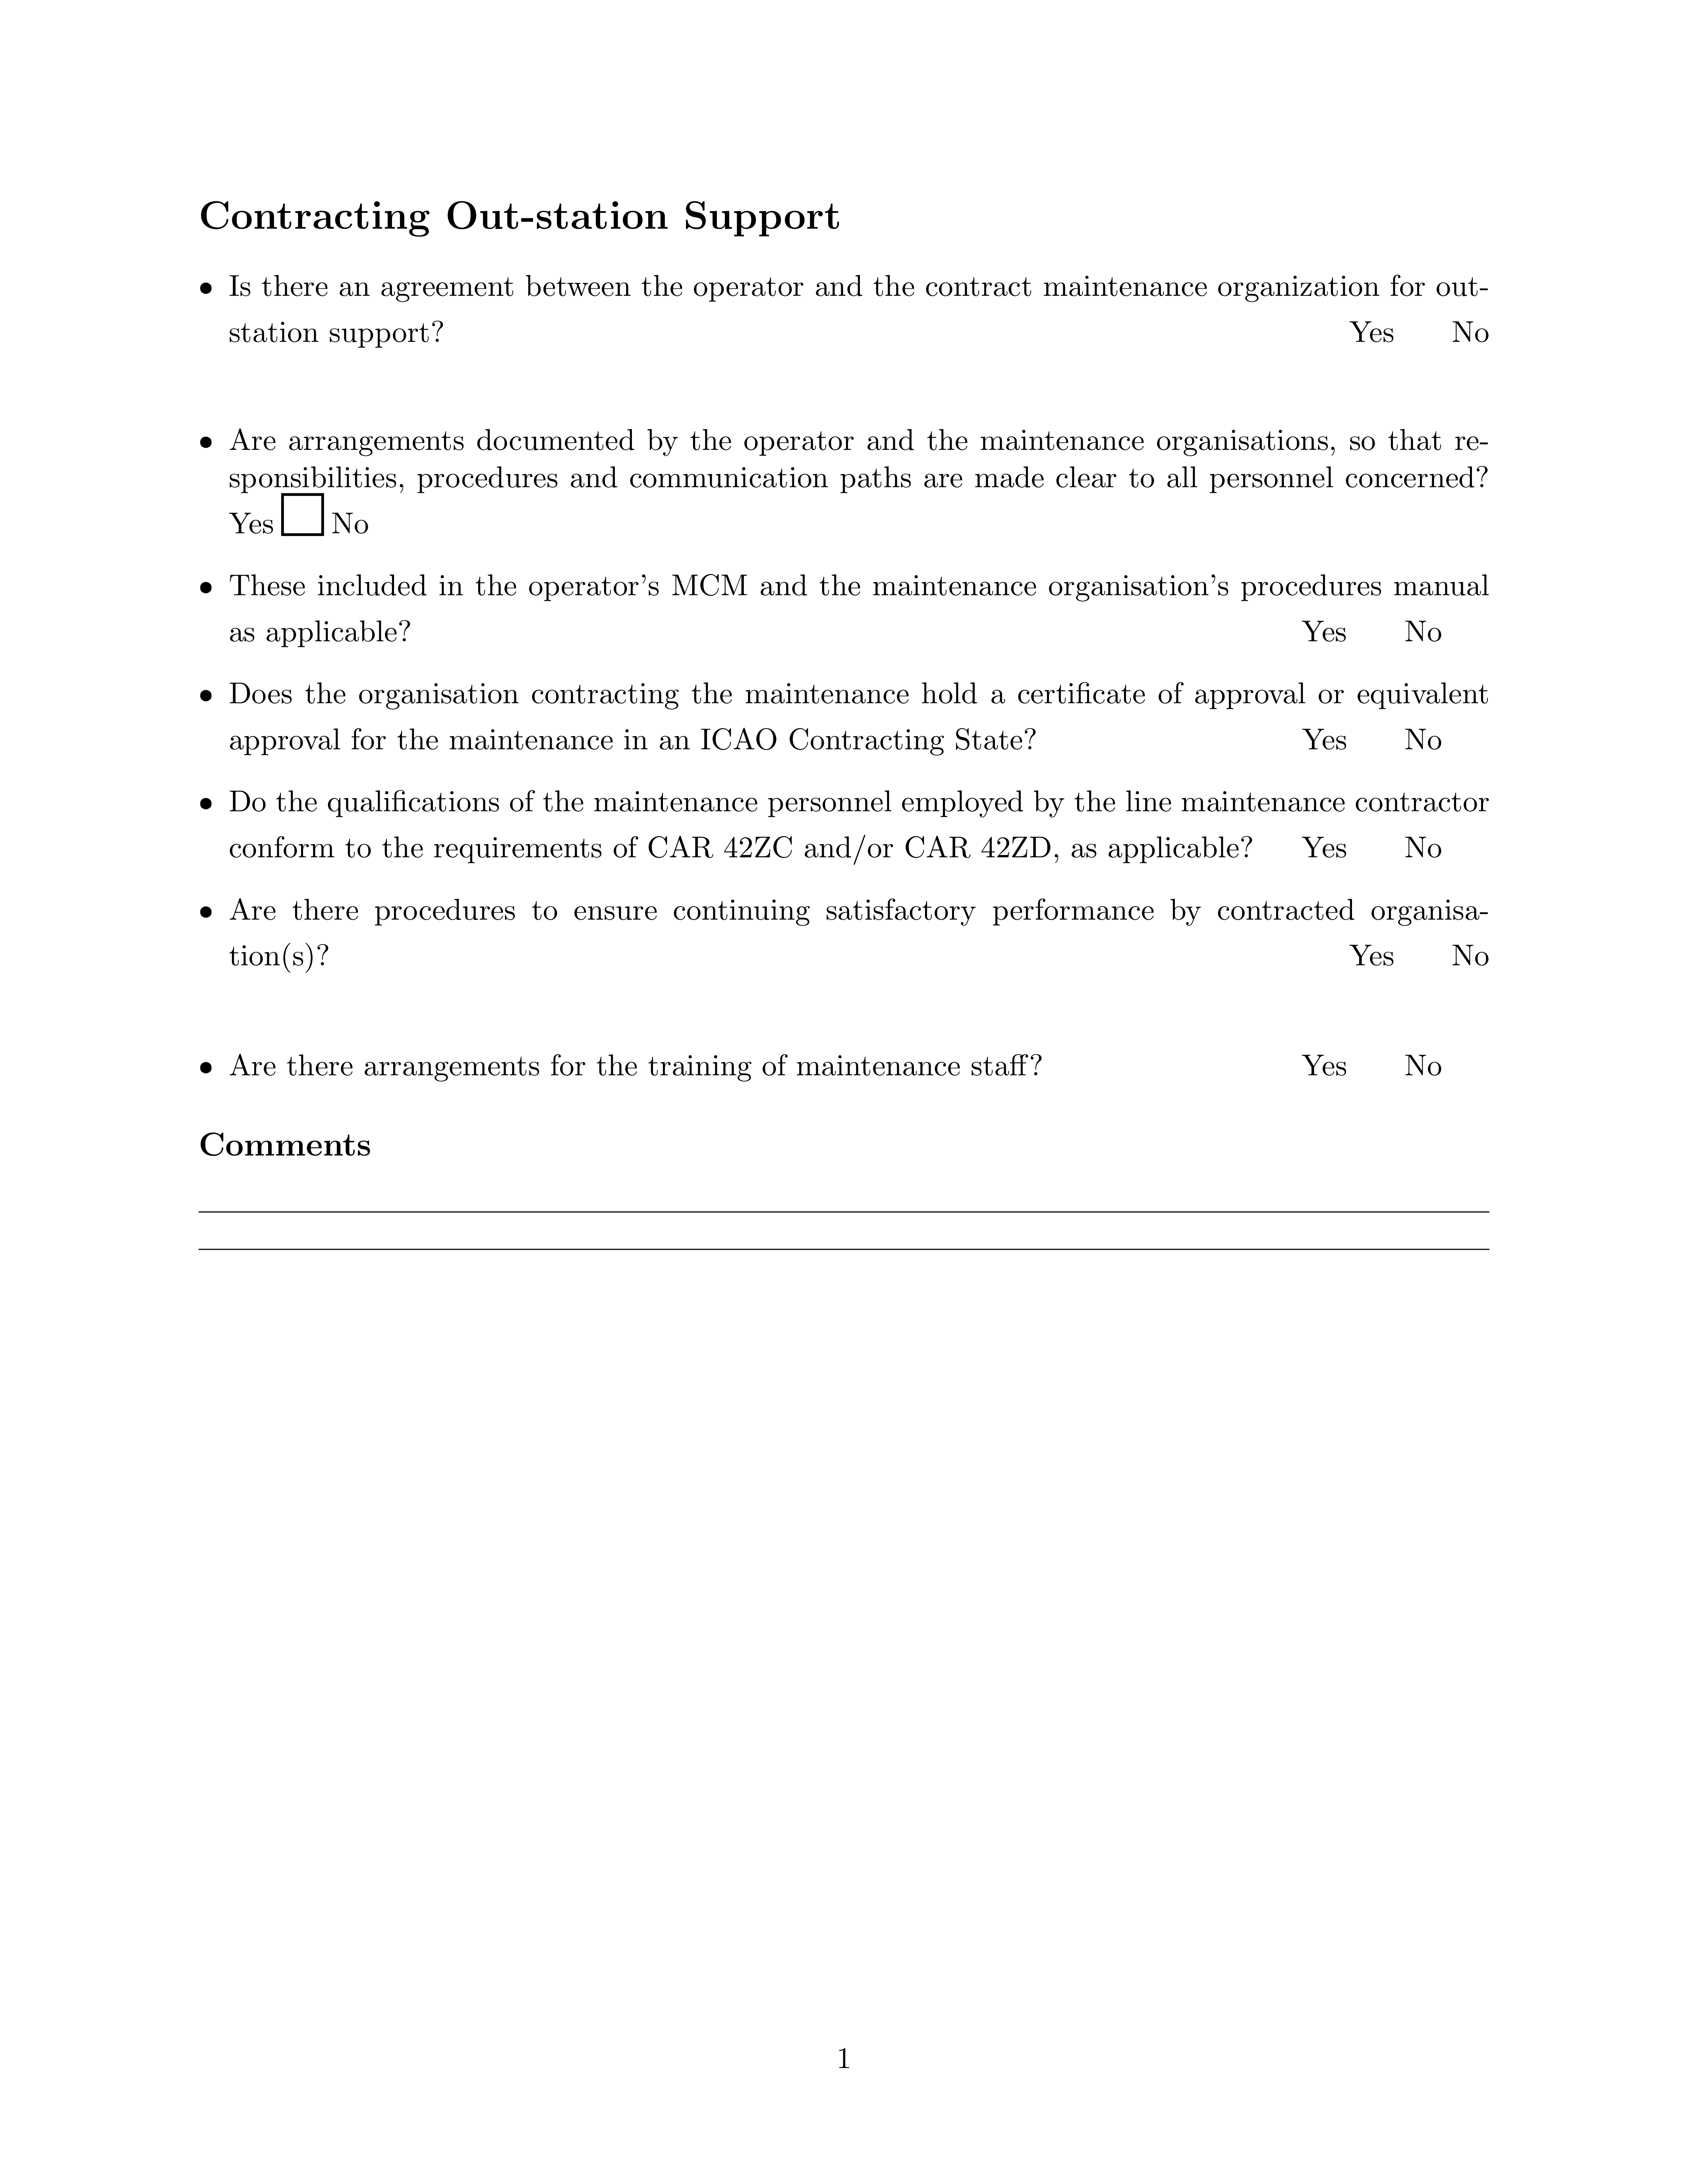 Contracting Out-station Support
• Is there an agreement between the operator and the contract maintenance organization for out-
station support? Yes No
• Are arrangements documented by the operator and the maintenance organisations, so that re-
sponsibilities, procedures and communication paths are made clear to all personnel concerned?
Yes □ No
• These included in the operator's MCM and the maintenance organisation's procedures manual
as applicable? Yes No
• Does the organisation contracting the maintenance hold a certificate of approval or equivalent
approval for the maintenance in an ICAO Contracting State? Yes No
• Do the qualifications of the maintenance personnel employed by the line maintenance contractor
conform to the requirements of CAR 42ZC and/or CAR 42ZD, as applicable? Yes No
• Are there procedures to ensure continuing satisfactory performance by contracted organisa-
tion(s)? Yes No
• Are there arrangements for the training of maintenance staff? Yes No
Comments
1